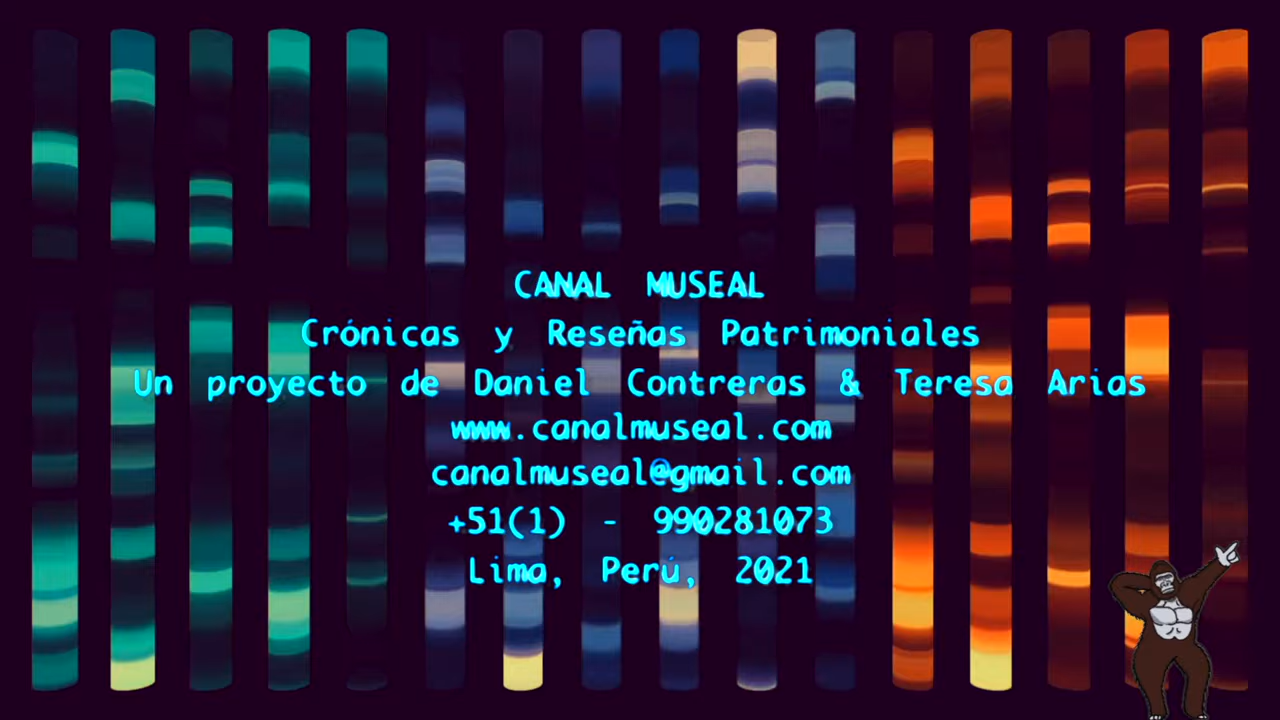 CANAL MUSEAL
Crónicas y Reseñas Patrimoniales
Un proyecto de Daniel Contreras & Teresa Arias
www.canalmuseal.com
canalmuseal@gmail.com
+51(1) - 990281073
Lima, Perú, 2021